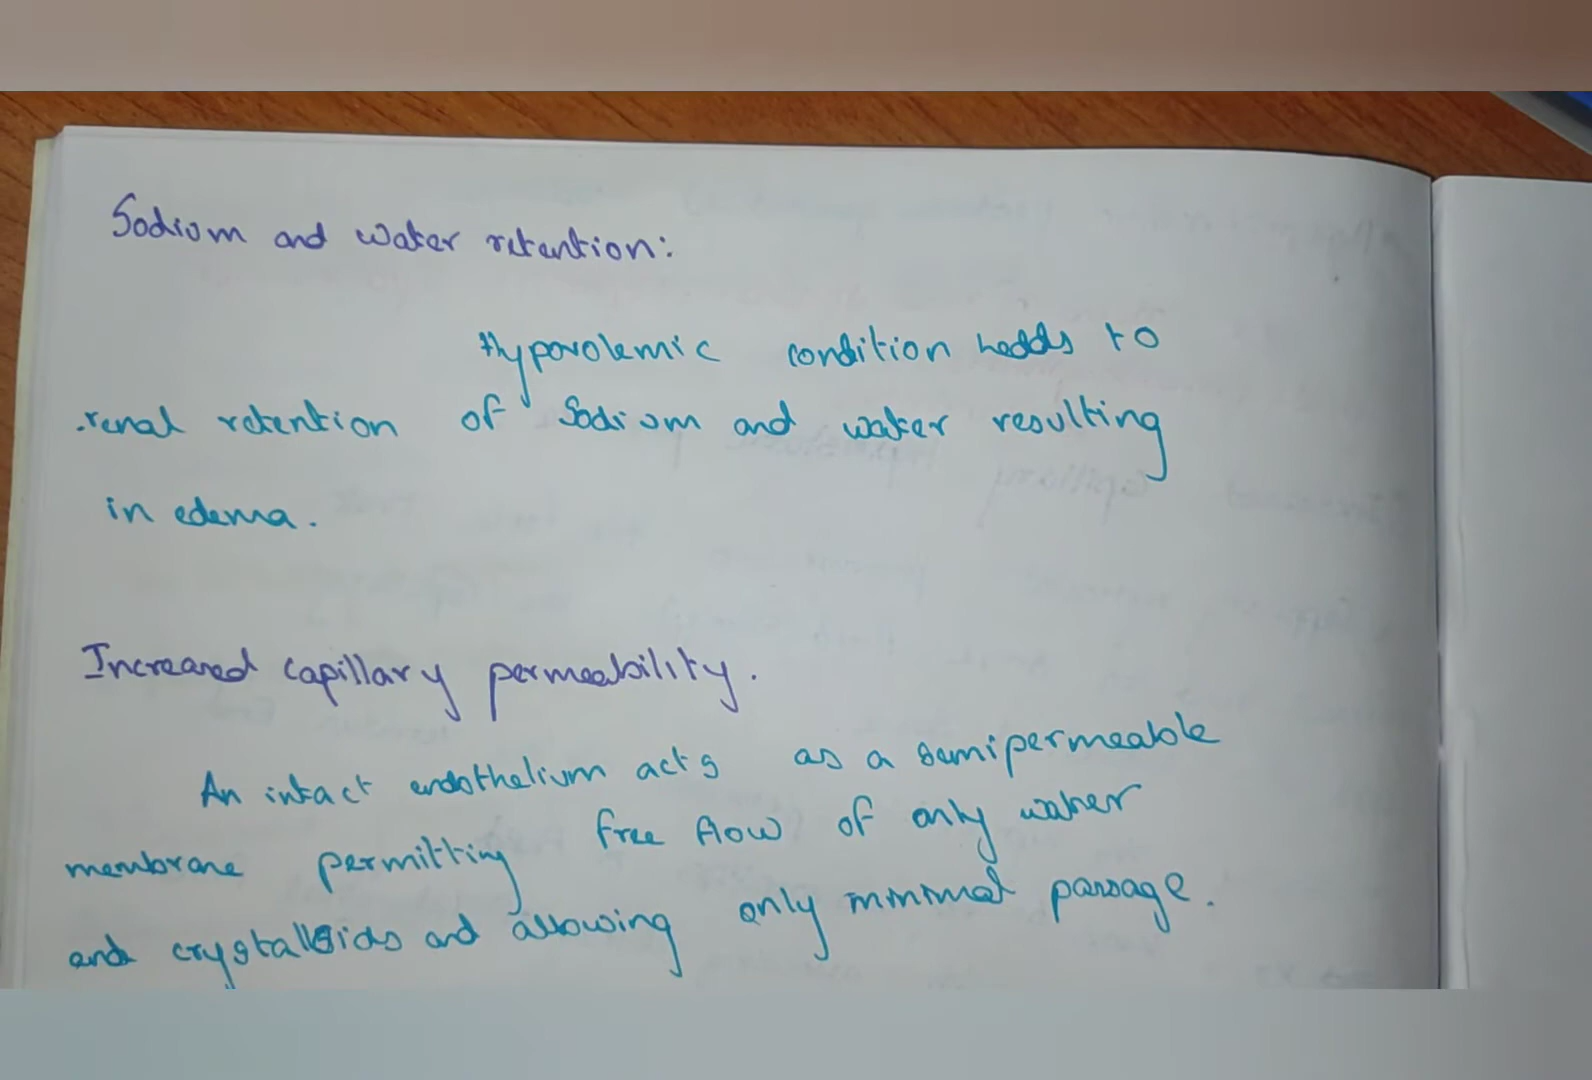 Sodium and water retention:
Hypovolemic condition leads to
renal retention of Sodium and water resulting
in edema.
Increased capillary permeability.
An intact endothelium acts as a semipermeable
membrane permitting free flow of only water
and crystalloids and allowing only minimal passage.